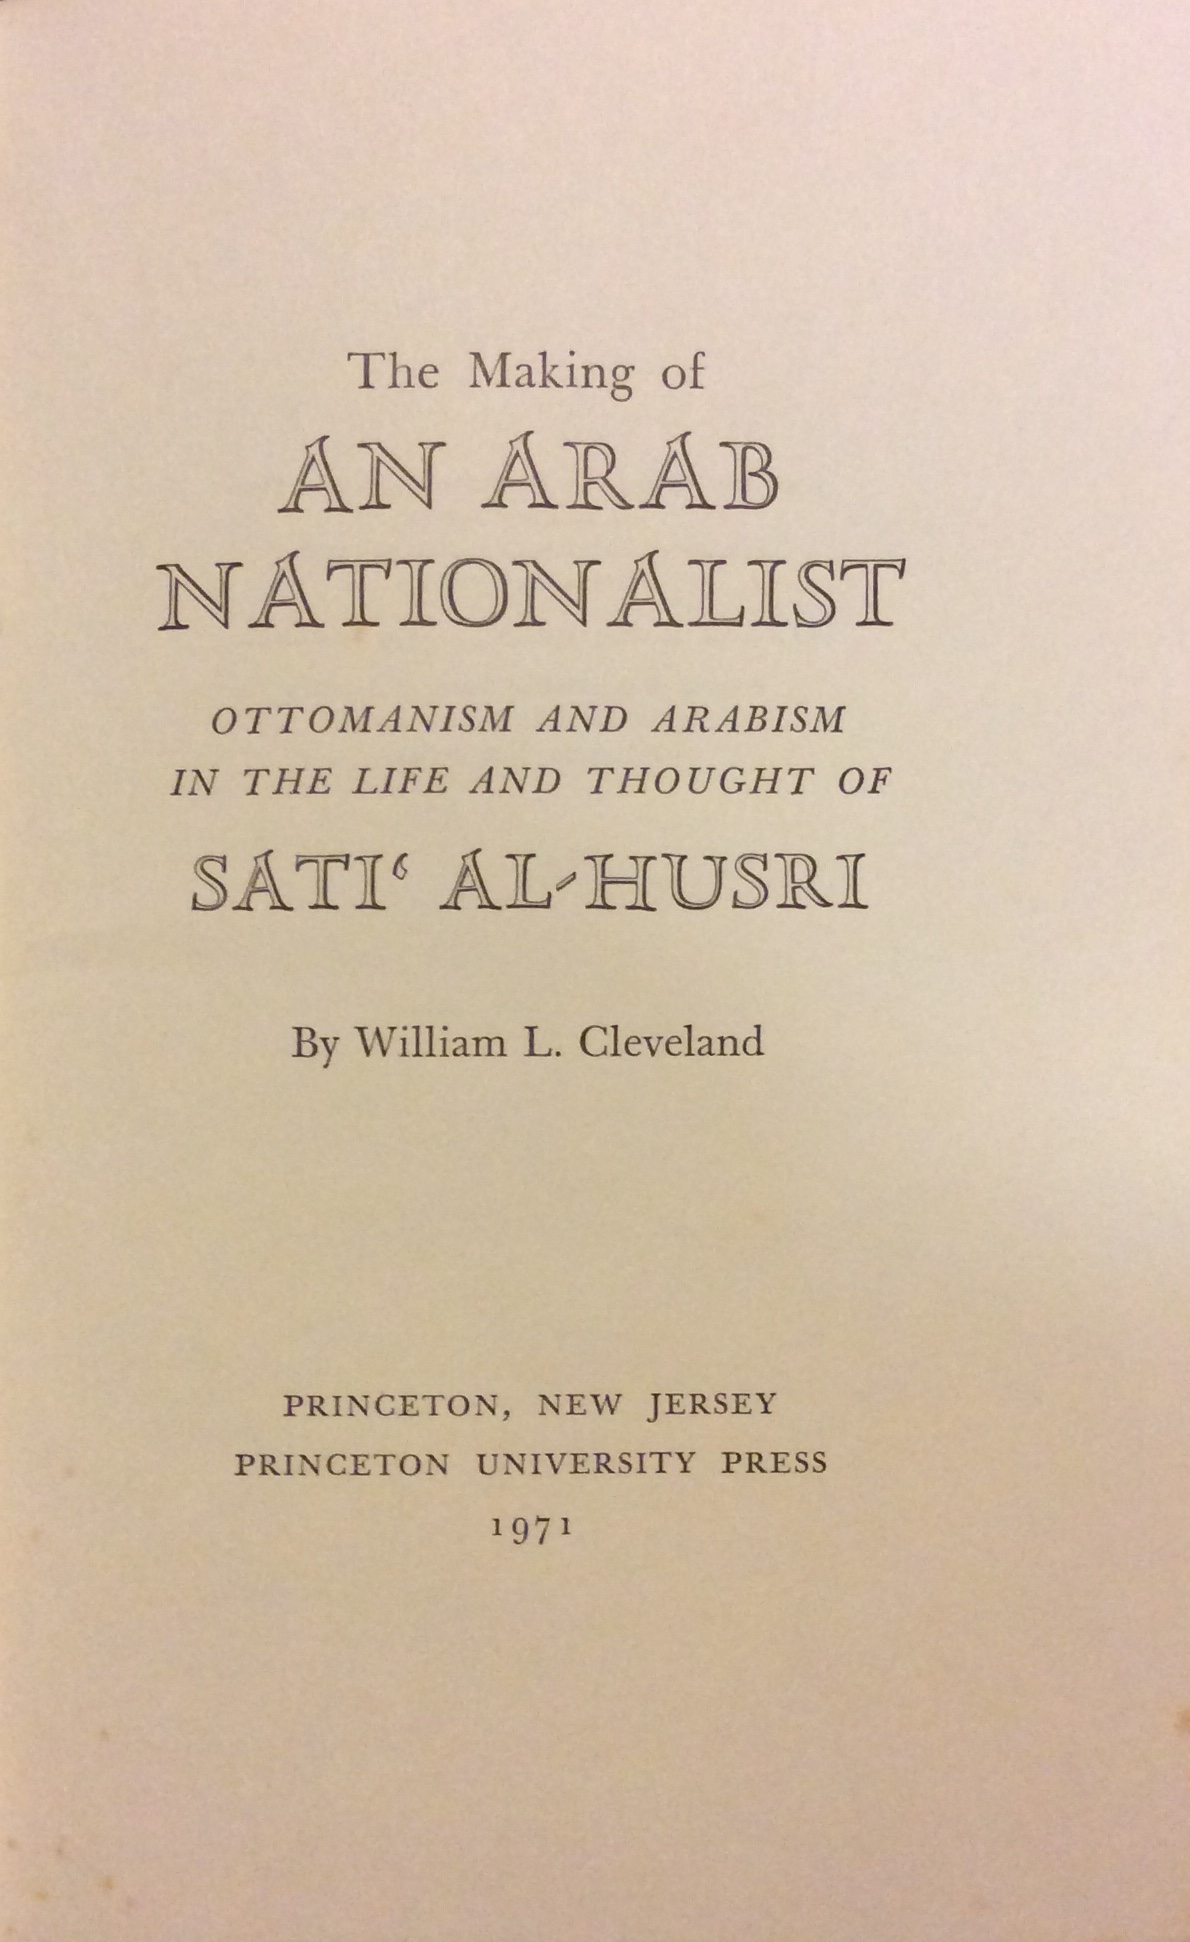 The Making of
AN ARAB
NATIONALIST
OTTOMANISM AND ARABISM
IN THE LIFE AND THOUGHT OF
SATI‘ AL-HUSRI
By William L. Cleveland
PRINCETON, NEW JERSEY
PRINCETON UNIVERSITY PRESS
1971